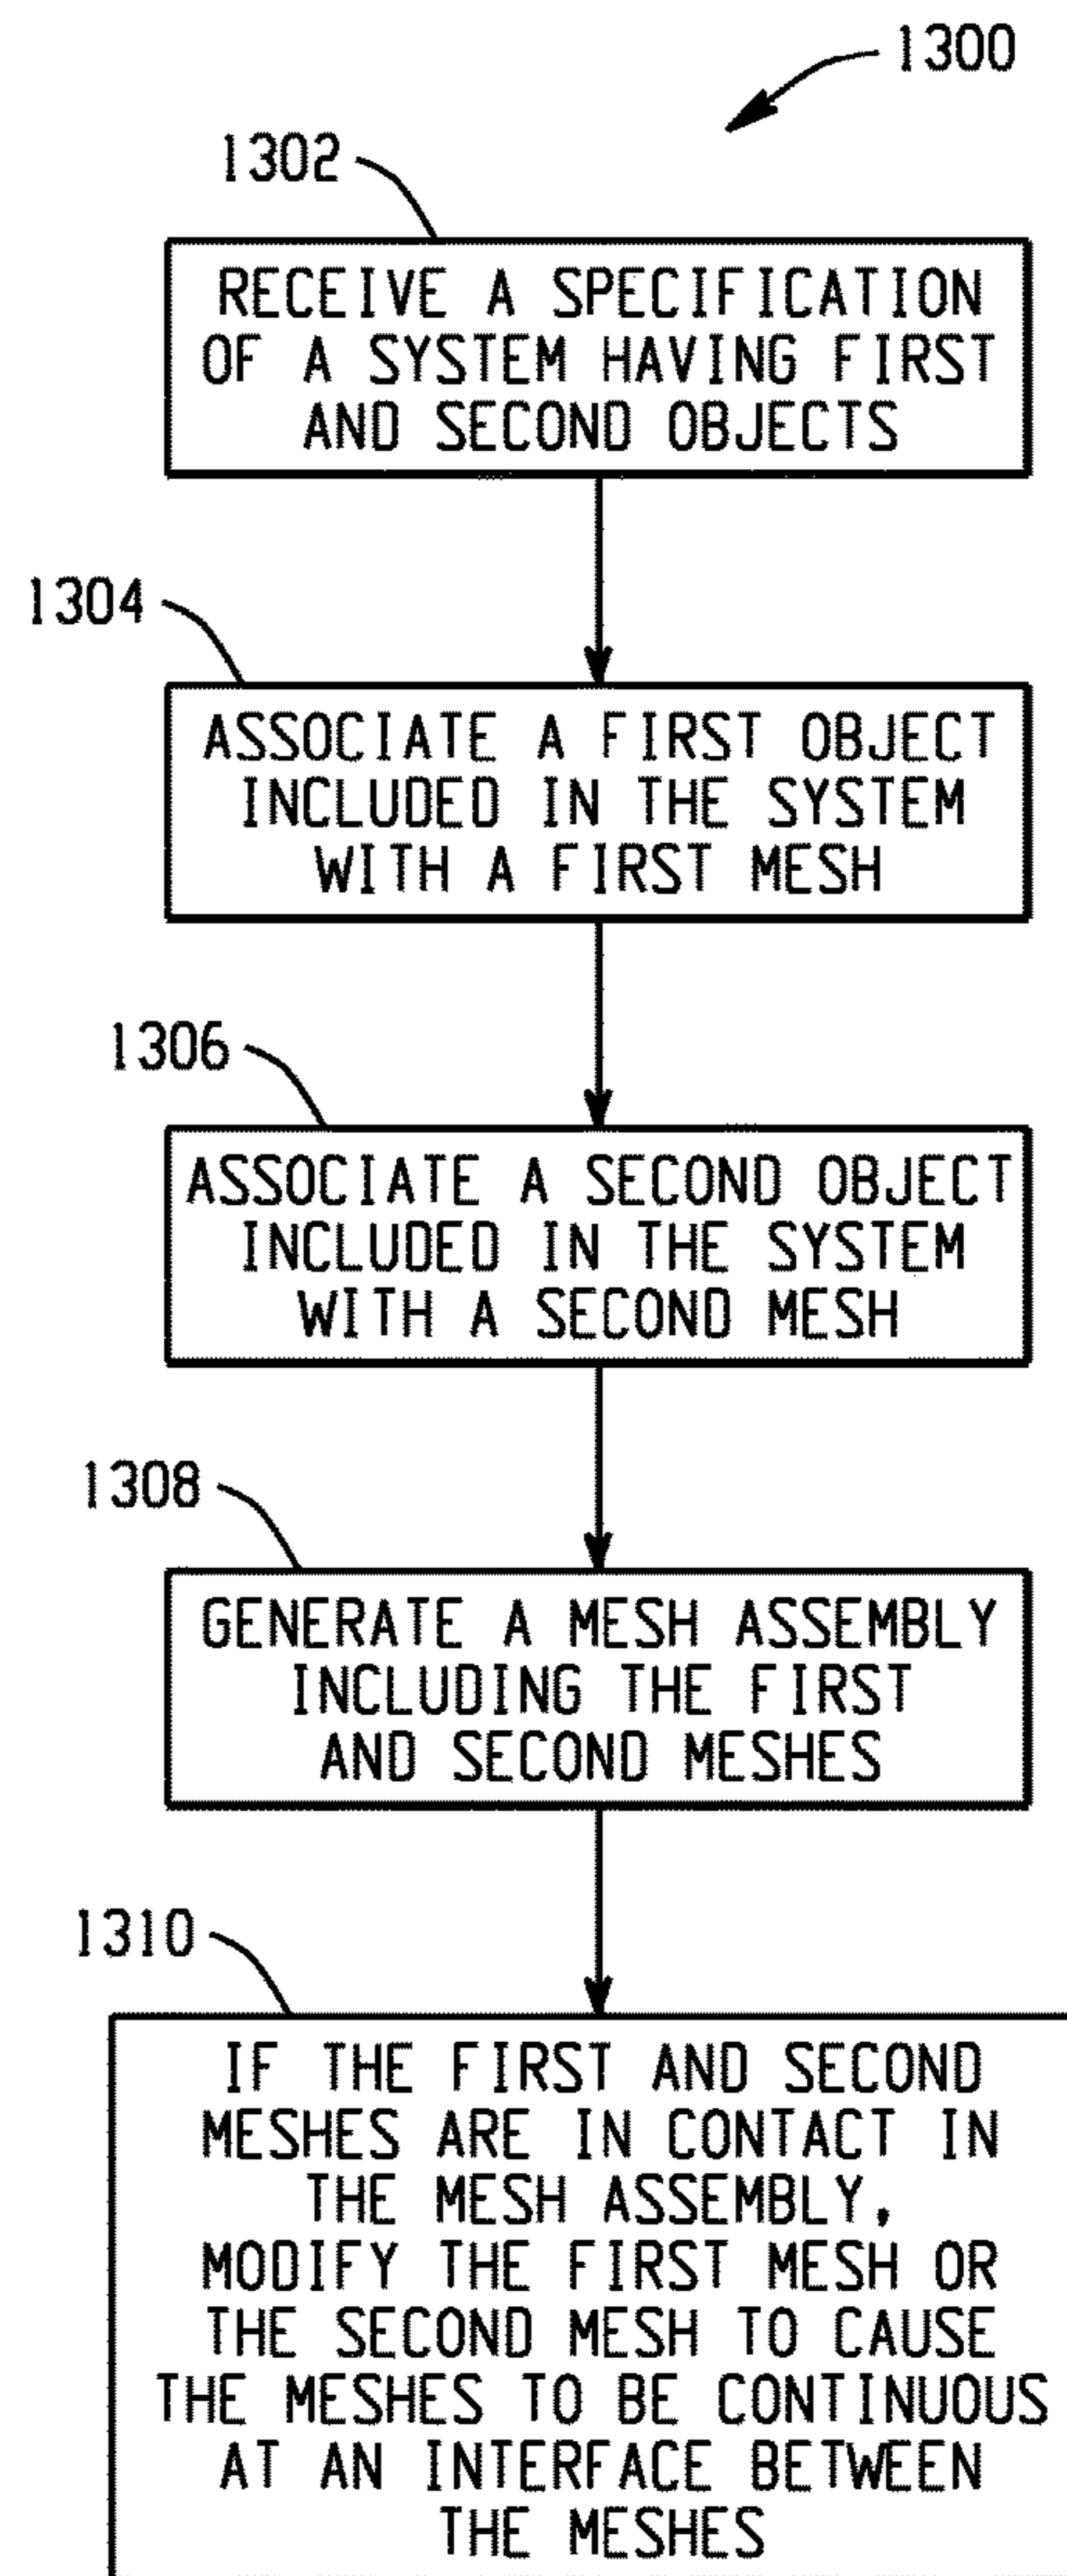 1300
1302
RECEIVE A SPECIFICATION
OF A SYSTEM HAVING FIRST
AND SECOND OBJECTS
1304
ASSOCIATE A FIRST OBJECT
INCLUDED IN THE SYSTEM
WITH A FIRST MESH
1306
ASSOCIATE A SECOND OBJECT
INCLUDED IN THE SYSTEM
WITH A SECOND MESH
1308
GENERATE A MESH ASSEMBLY
INCLUDING THE FIRST
AND SECOND MESHES
1310
IF THE FIRST AND SECOND
MESHES ARE IN CONTACT IN
THE MESH ASSEMBLY,
MODIFY THE FIRST MESH OR
THE SECOND MESH TO CAUSE
THE MESHES TO BE CONTINUOUS
AT AN INTERFACE BETWEEN
THE MESHES